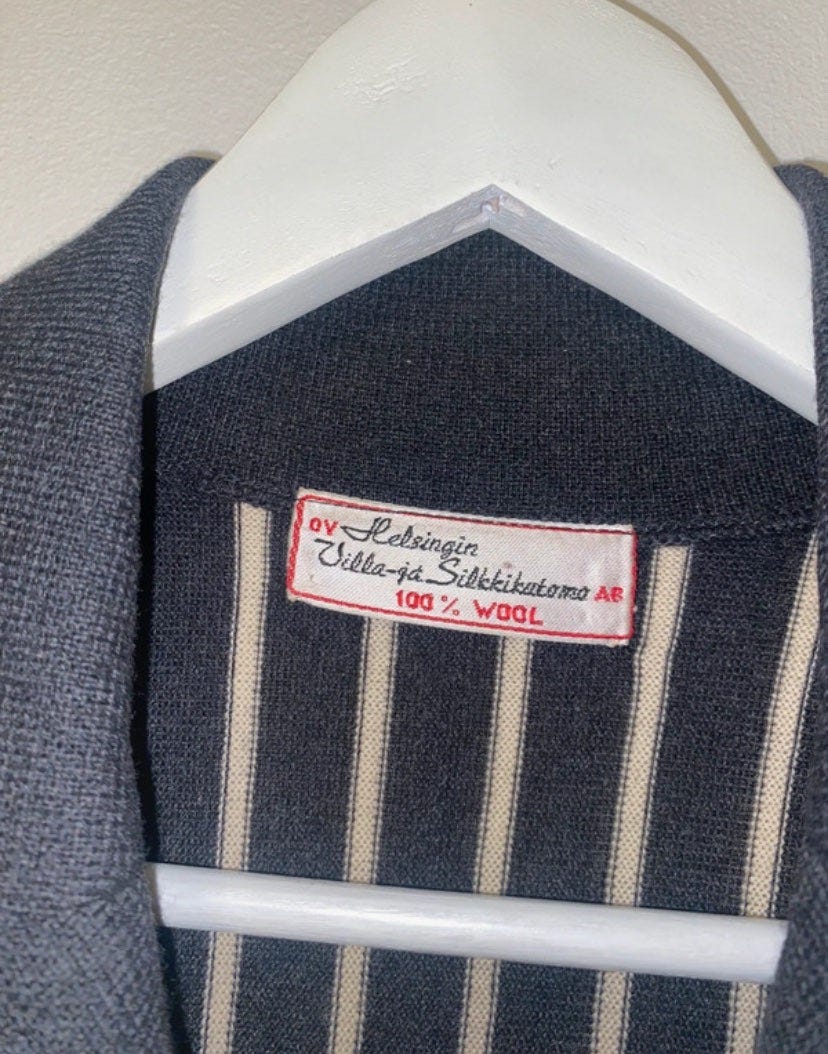 OY Helsingin
Villa-ja Silkkikutomo AB
100 % WOOL